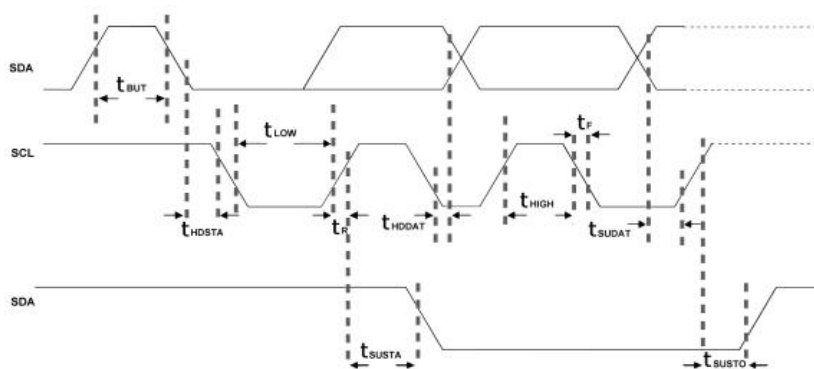 SDA
tBUT
tLOW
tF
SCL
tHDSTA
tR
tHDDAT
tHIGH
tSUDAT
SDA
tSUSTA
tSUSTO